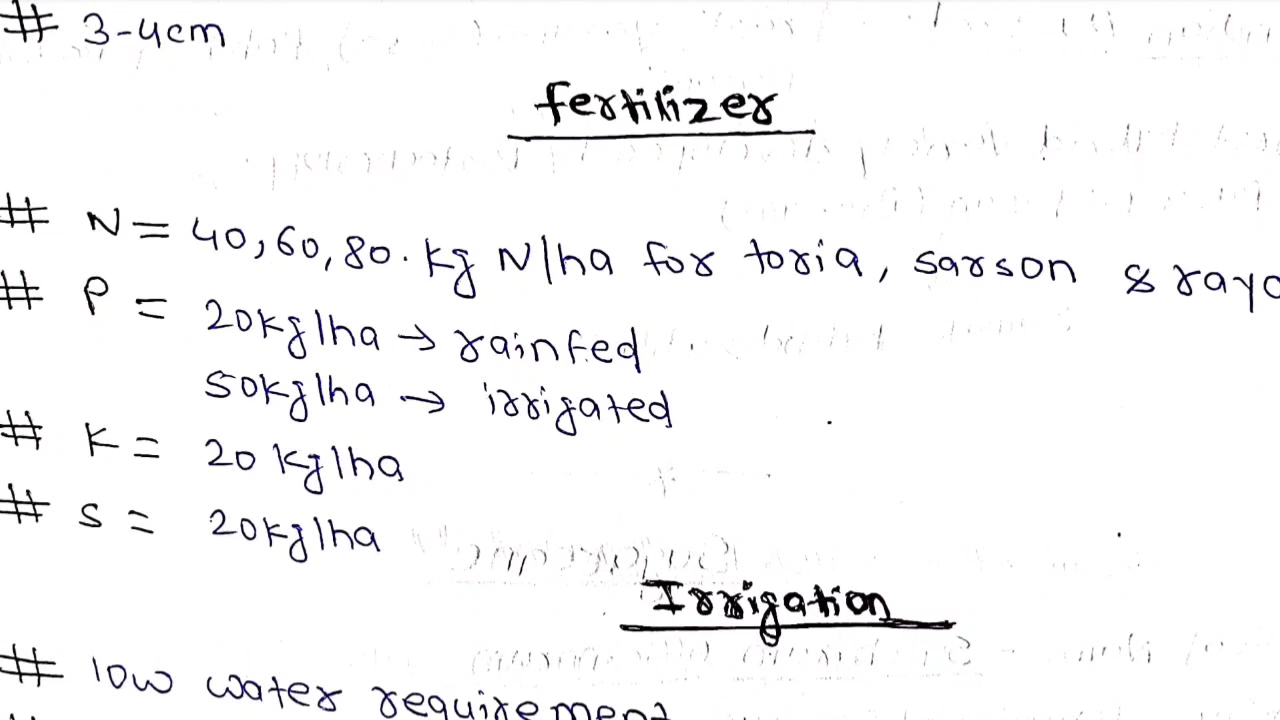 # 3-4cm
fertilizer
# N = 40,60,80. kg N/ha for toria, sarson & raya
# P = 20kg/ha → rainfed
50kg/ha → irrigated
# K = 20 kg/ha
# S = 20kg/ha
Irrigation
# low water requirement